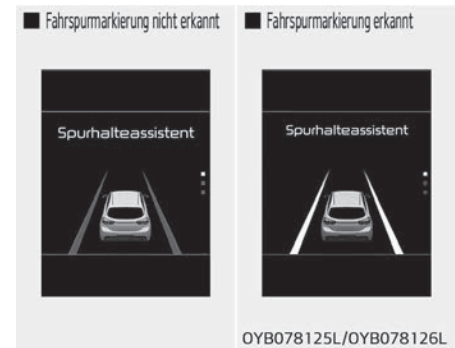 ■ Fahrspurmarkierung nicht erkannt
Spurhalteassistent
■ Fahrspurmarkierung erkannt
Spurhalteassistent
OYB078125L/OYB078126L